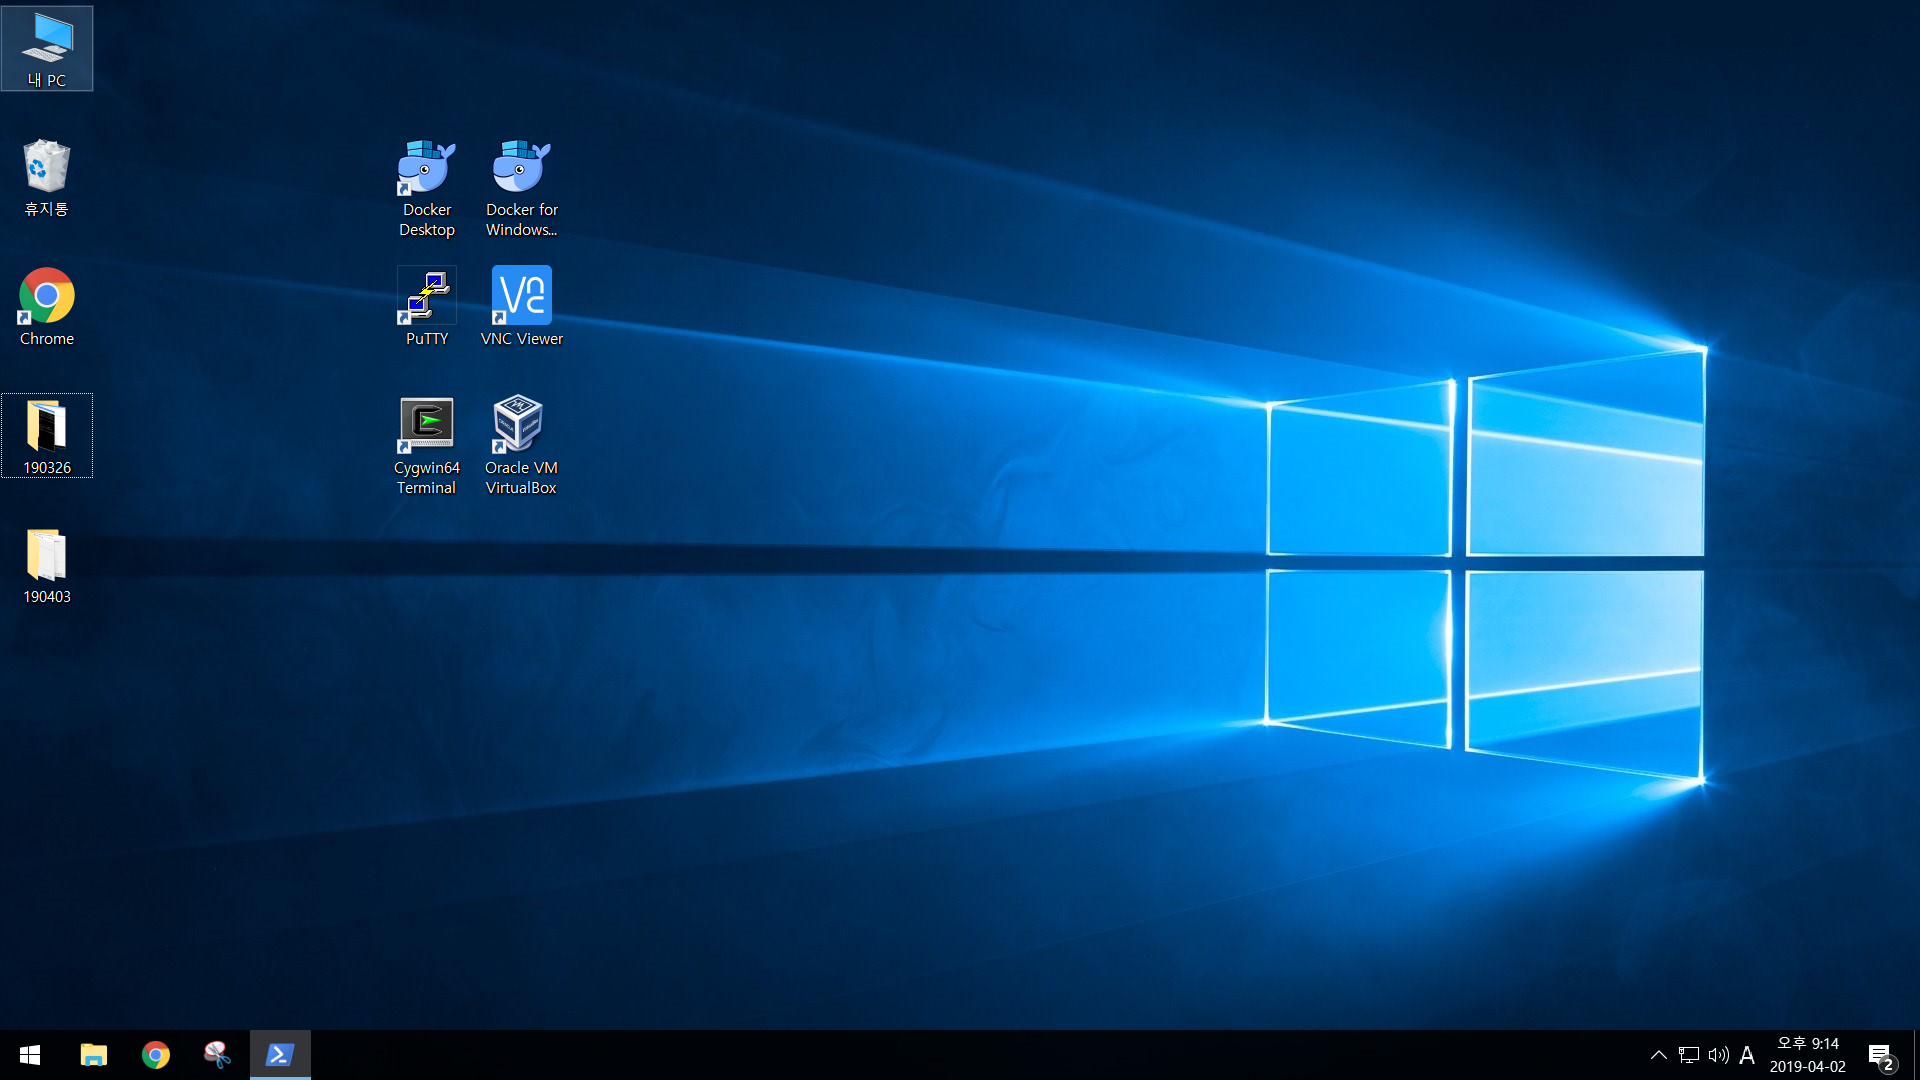 내 PC
휴지통
Chrome
190326
190403
Docker
Desktop
Docker for
Windows...
PuTTY
VNC Viewer
Cygwin64
Terminal
Oracle VM
VirtualBox
A
오후 9:14
2019-04-02
2